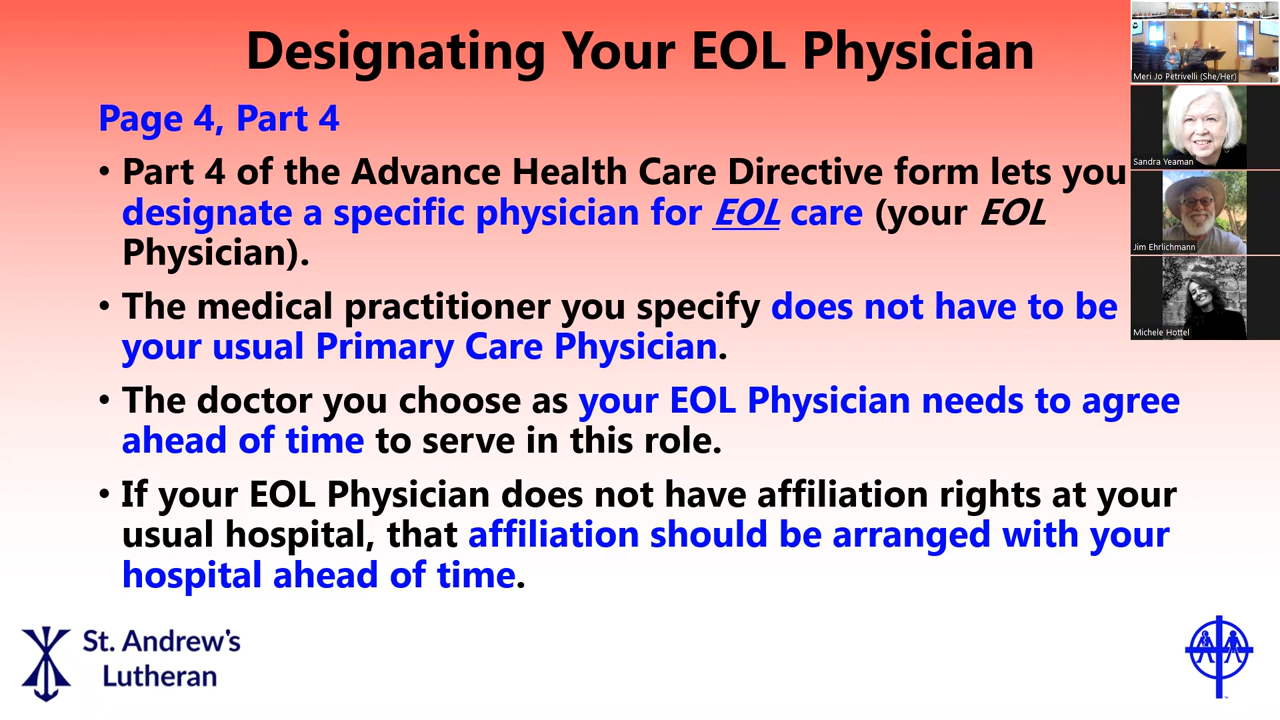 Designating Your EOL Physician
Page 4, Part 4
• Part 4 of the Advance Health Care Directive form lets you
designate a specific physician for EOL care (your EOL
Physician).
• The medical practitioner you specify does not have to be
your usual Primary Care Physician.
• The doctor you choose as your EOL Physician needs to agree
ahead of time to serve in this role.
• If your EOL Physician does not have affiliation rights at your
usual hospital, that affiliation should be arranged with your
hospital ahead of time.
St. Andrew's
Lutheran
Meri Jo Petrivelli (She/Her)
Sandra Yeaman
Jim Ehrlichmann
Michele Hottel